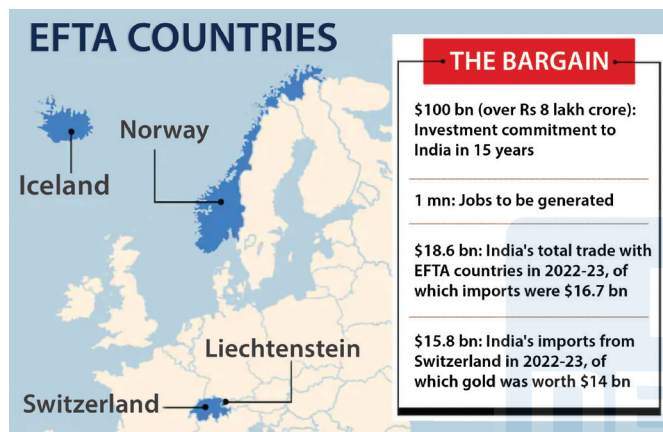 EFTA COUNTRIES
Norway
Iceland
Liechtenstein
Switzerland
THE BARGAIN
$100 bn (over Rs 8 lakh crore):
Investment commitment to
India in 15 years
1 mn: Jobs to be generated
$18.6 bn: India's total trade with
EFTA countries in 2022-23, of
which imports were $16.7 bn
$15.8 bn: India's imports from
Switzerland in 2022-23, of
which gold was worth $14 bn